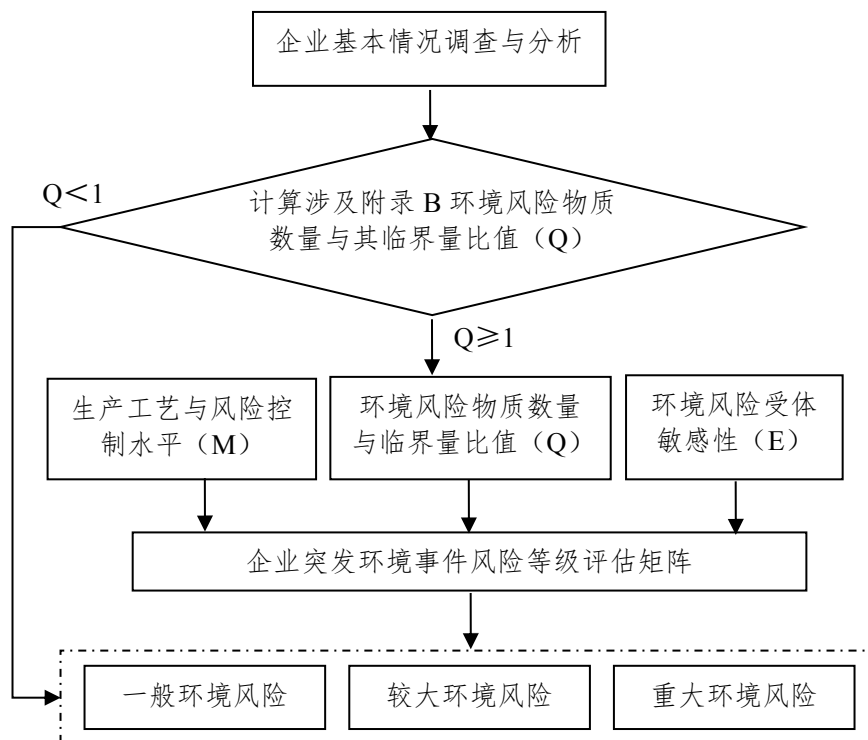 企业基本情况调查与分析
Q＜1
计算涉及附录 B 环境风险物质
数量与其临界量比值（Q）
Q≥1
生产工艺与风险控
制水平（M）
环境风险物质数量
与临界量比值（Q）
环境风险受体
敏感性（E）
企业突发环境事件风险等级评估矩阵
一般环境风险
较大环境风险
重大环境风险